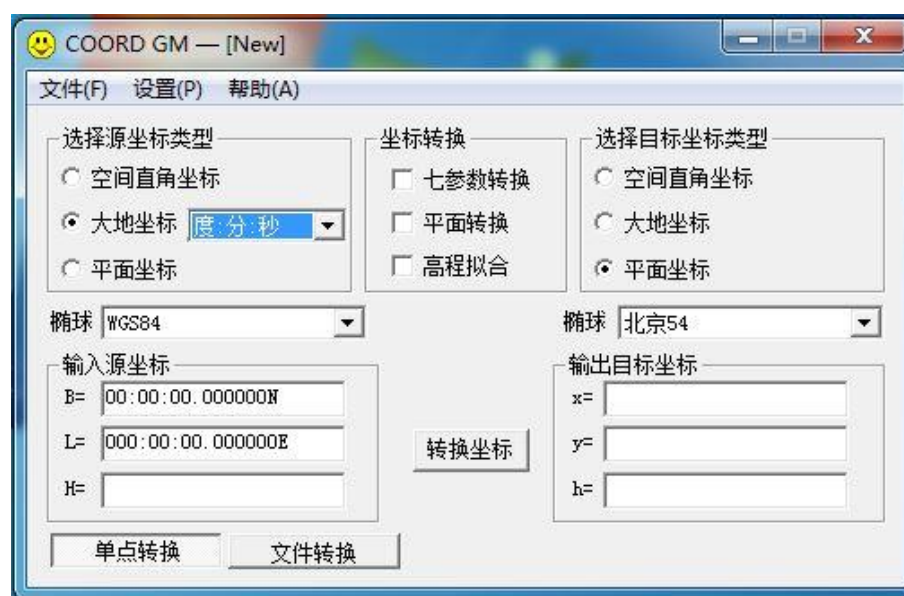 COORD GM — [New]
文件(F) 设置(P) 帮助(A)
选择源坐标类型 坐标转换 选择目标坐标类型
空间直角坐标 七参数转换 空间直角坐标
大地坐标 度:分:秒 平面转换 大地坐标
平面坐标 高程拟合 平面坐标
椭球 WGS84 椭球 北京54
输入源坐标 输出目标坐标
B= 00:00:00.000000N x=
L= 000:00:00.000000E 转换坐标 y=
H= h=
单点转换 文件转换